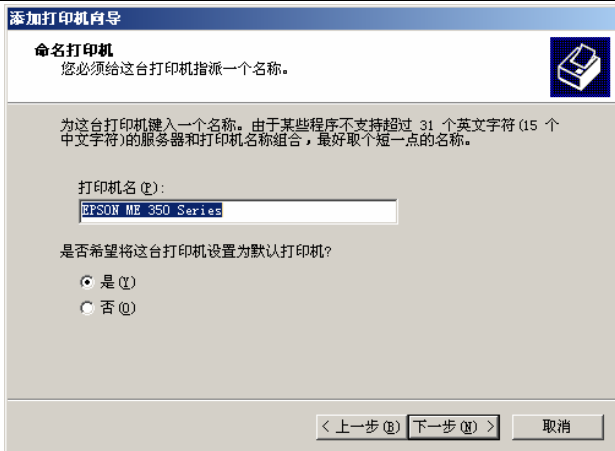 添加打印机向导
命名打印机
您必须给这台打印机指派一个名称。
为这台打印机键入一个名称。由于某些程序不支持超过 31 个英文字符(15 个
中文字符)的服务器和打印机名称组合，最好取个短一点的名称。
打印机名(P):
EPSON ME 350 Series
是否希望将这台打印机设置为默认打印机?
是(Y)
否(O)
< 上一步(B) 下一步(N) > 取消